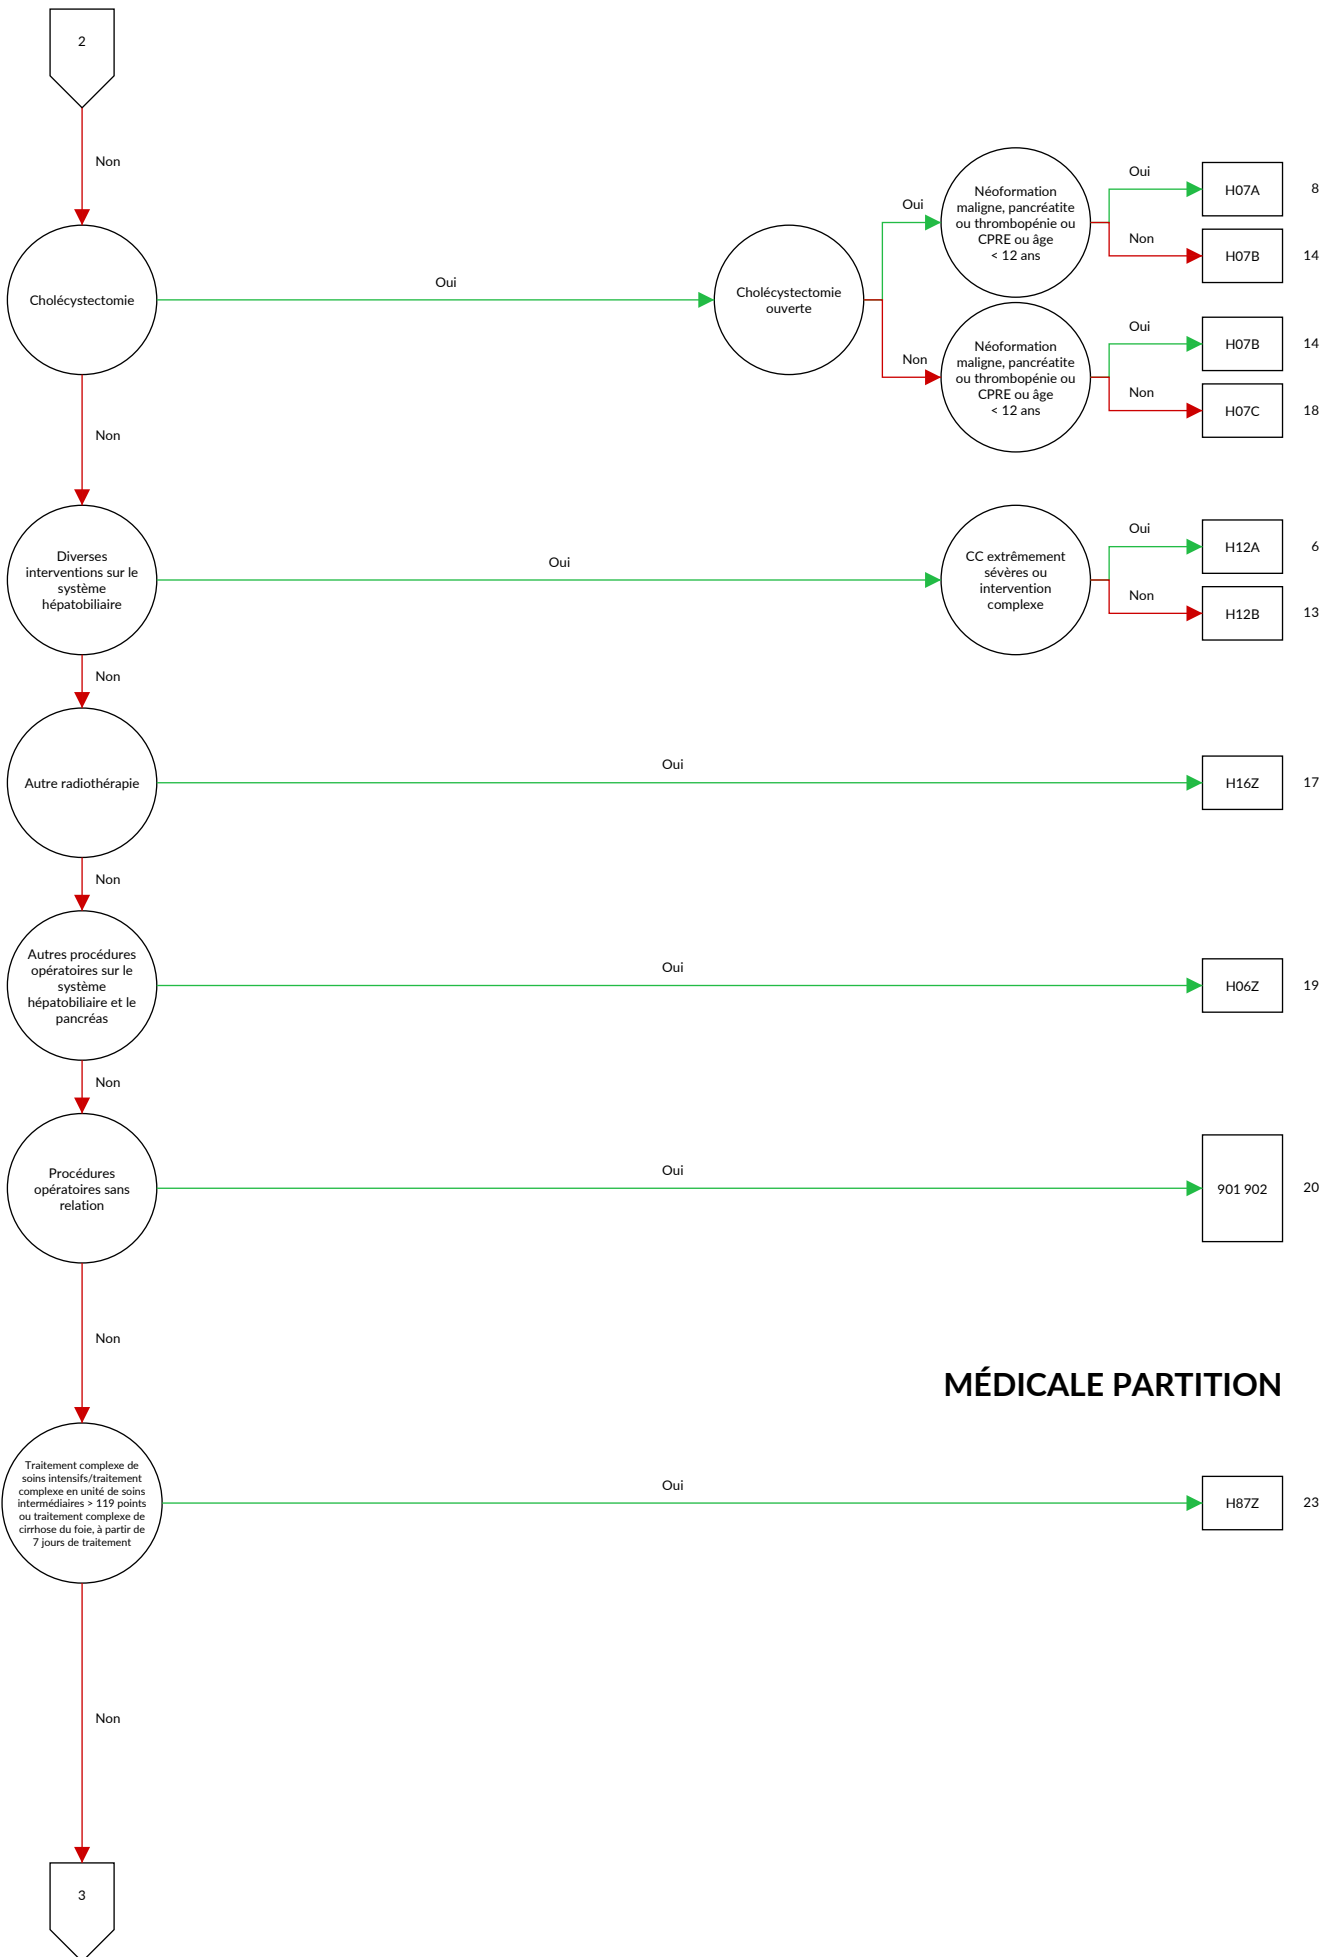 2
Non
Cholécystectomie
Oui
Cholécystectomie
ouverte
Oui
Néoformation
maligne, pancréatite
ou thrombopénie ou
CPRE ou âge
< 12 ans
Oui
H07A
8
Non
H07B
14
Non
Néoformation
maligne, pancréatite
ou thrombopénie ou
CPRE ou âge
< 12 ans
Oui
H07B
14
Non
H07C
18
Non
Diverses
interventions sur le
système
hépatobiliaire
Oui
CC extrêmement
sévères ou
intervention
complexe
Oui
H12A
6
Non
H12B
13
Non
Autre radiothérapie
Oui
H16Z
17
Non
Autres procédures
opératoires sur le
système
hépatobiliaire et le
pancréas
Oui
H06Z
19
Non
Procédures
opératoires sans
relation
Oui
901 902
20
Non
MÉDICALE PARTITION
Traitement complexe de
soins intensifs/traitement
complexe en unité de soins
intermédiaires > 119 points
ou traitement complexe de
cirrhose du foie, à partir de
7 jours de traitement
Oui
H87Z
23
Non
3